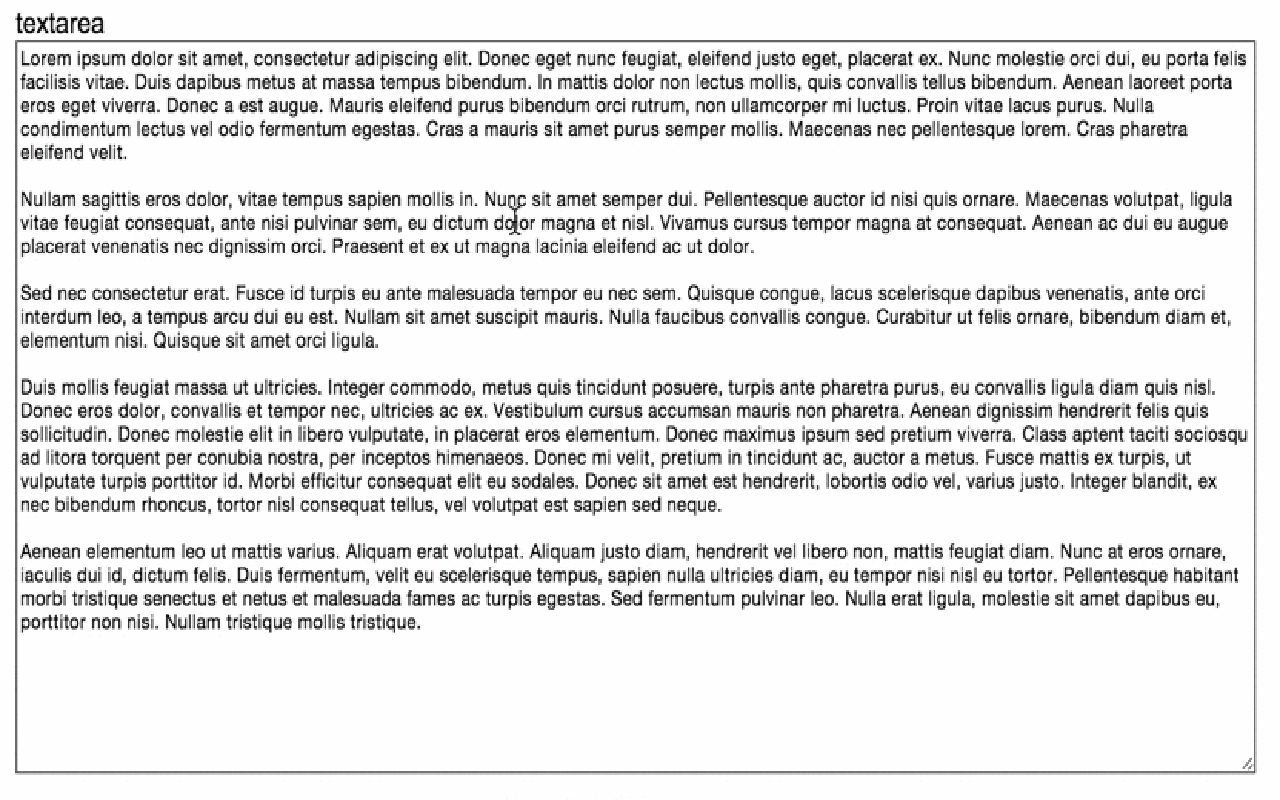 textarea
Lorem ipsum dolor sit amet, consectetur adipiscing elit. Donec eget nunc feugiat, eleifend justo eget, placerat ex. Nunc molestie orci dui, eu porta felis
facilisis vitae. Duis dapibus metus at massa tempus bibendum. In mattis dolor non lectus mollis, quis convallis tellus bibendum. Aenean laoreet porta
eros eget viverra. Donec a est augue. Mauris eleifend purus bibendum orci rutrum, non ullamcorper mi luctus. Proin vitae lacus purus. Nulla
condimentum lectus vel odio fermentum egestas. Cras a mauris sit amet purus semper mollis. Maecenas nec pellentesque lorem. Cras pharetra
eleifend velit.
Nullam sagittis eros dolor, vitae tempus sapien mollis in. Nunc sit amet semper dui. Pellentesque auctor id nisi quis ornare. Maecenas volutpat, ligula
vitae feugiat consequat, ante nisi pulvinar sem, eu dictum dolor magna et nisl. Vivamus cursus tempor magna at consequat. Aenean ac dui eu augue
placerat venenatis nec dignissim orci. Praesent et ex ut magna lacinia eleifend ac ut dolor.
Sed nec consectetur erat. Fusce id turpis eu ante malesuada tempor eu nec sem. Quisque congue, lacus scelerisque dapibus venenatis, ante orci
interdum leo, a tempus arcu dui eu est. Nullam sit amet suscipit mauris. Nulla faucibus convallis congue. Curabitur ut felis ornare, bibendum diam et,
elementum nisi. Quisque sit amet orci ligula.
Duis mollis feugiat massa ut ultricies. Integer commodo, metus quis tincidunt posuere, turpis ante pharetra purus, eu convallis ligula diam quis nisl.
Donec eros dolor, convallis et tempor nec, ultricies ac ex. Vestibulum cursus accumsan mauris non pharetra. Aenean dignissim hendrerit felis quis
sollicitudin. Donec molestie elit in libero vulputate, in placerat eros elementum. Donec maximus ipsum sed pretium viverra. Class aptent taciti sociosqu
ad litora torquent per conubia nostra, per inceptos himenaeos. Donec mi velit, pretium in tincidunt ac, auctor a metus. Fusce mattis ex turpis, ut
vulputate turpis porttitor id. Morbi efficitur consequat elit eu sodales. Donec sit amet est hendrerit, lobortis odio vel, varius justo. Integer blandit, ex
nec bibendum rhoncus, tortor nisl consequat tellus, vel volutpat est sapien sed neque.
Aenean elementum leo ut mattis varius. Aliquam erat volutpat. Aliquam justo diam, hendrerit vel libero non, mattis feugiat diam. Nunc at eros ornare,
iaculis dui id, dictum felis. Duis fermentum, velit eu scelerisque tempus, sapien nulla ultricies diam, eu tempor nisi nisl eu tortor. Pellentesque habitant
morbi tristique senectus et netus et malesuada fames ac turpis egestas. Sed fermentum pulvinar leo. Nulla erat ligula, molestie sit amet dapibus eu,
porttitor non nisi. Nullam tristique mollis tristique.